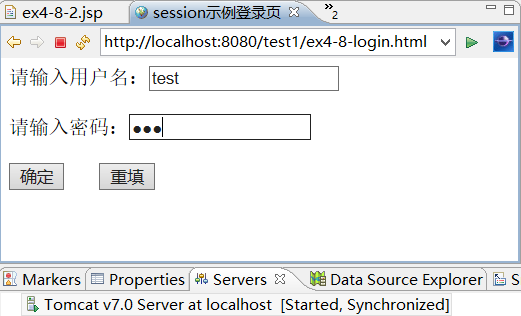 ex4-8-2.jsp session示例登录页 »2
http://localhost:8080/test1/ex4-8-login.html
请输入用户名：test
请输入密码：●●●
确定 重填
Markers Properties Servers Data Source Explorer S
Tomcat v7.0 Server at localhost [Started, Synchronized]